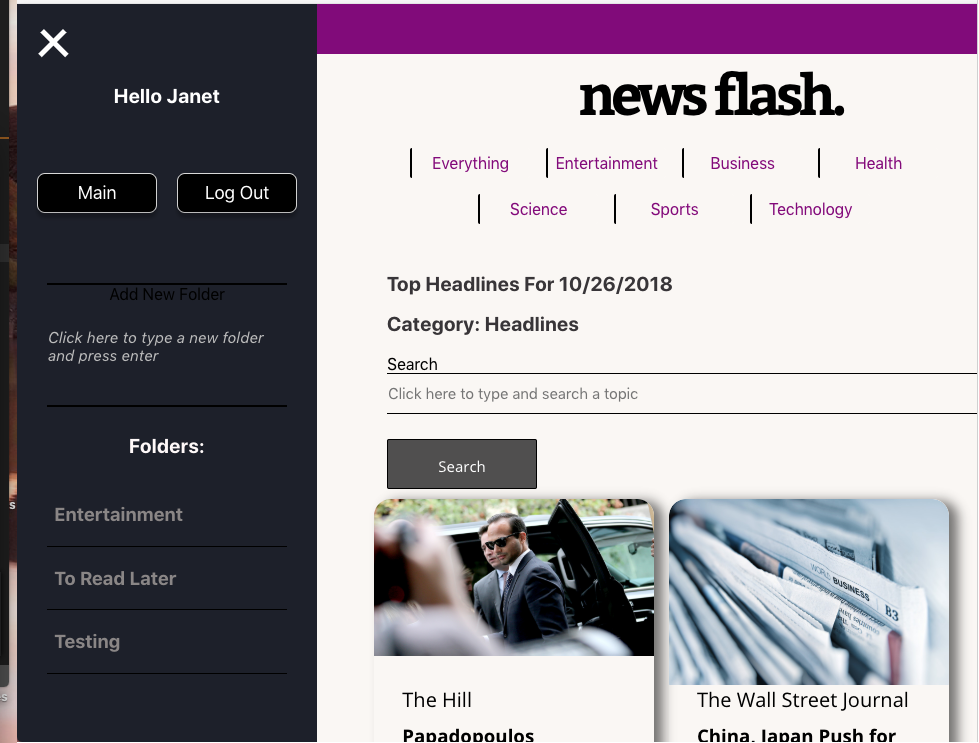 Hello Janet
Main
Log Out
Add New Folder
Click here to type a new folder
and press enter
Folders:
Entertainment
To Read Later
Testing
news flash.
Everything
Entertainment
Business
Health
Science
Sports
Technology
Top Headlines For 10/26/2018
Category: Headlines
Search
Click here to type and search a topic
Search
WORLD BUSINESS
B3
The Hill
Papadopoulos
The Wall Street Journal
China, Japan Push for